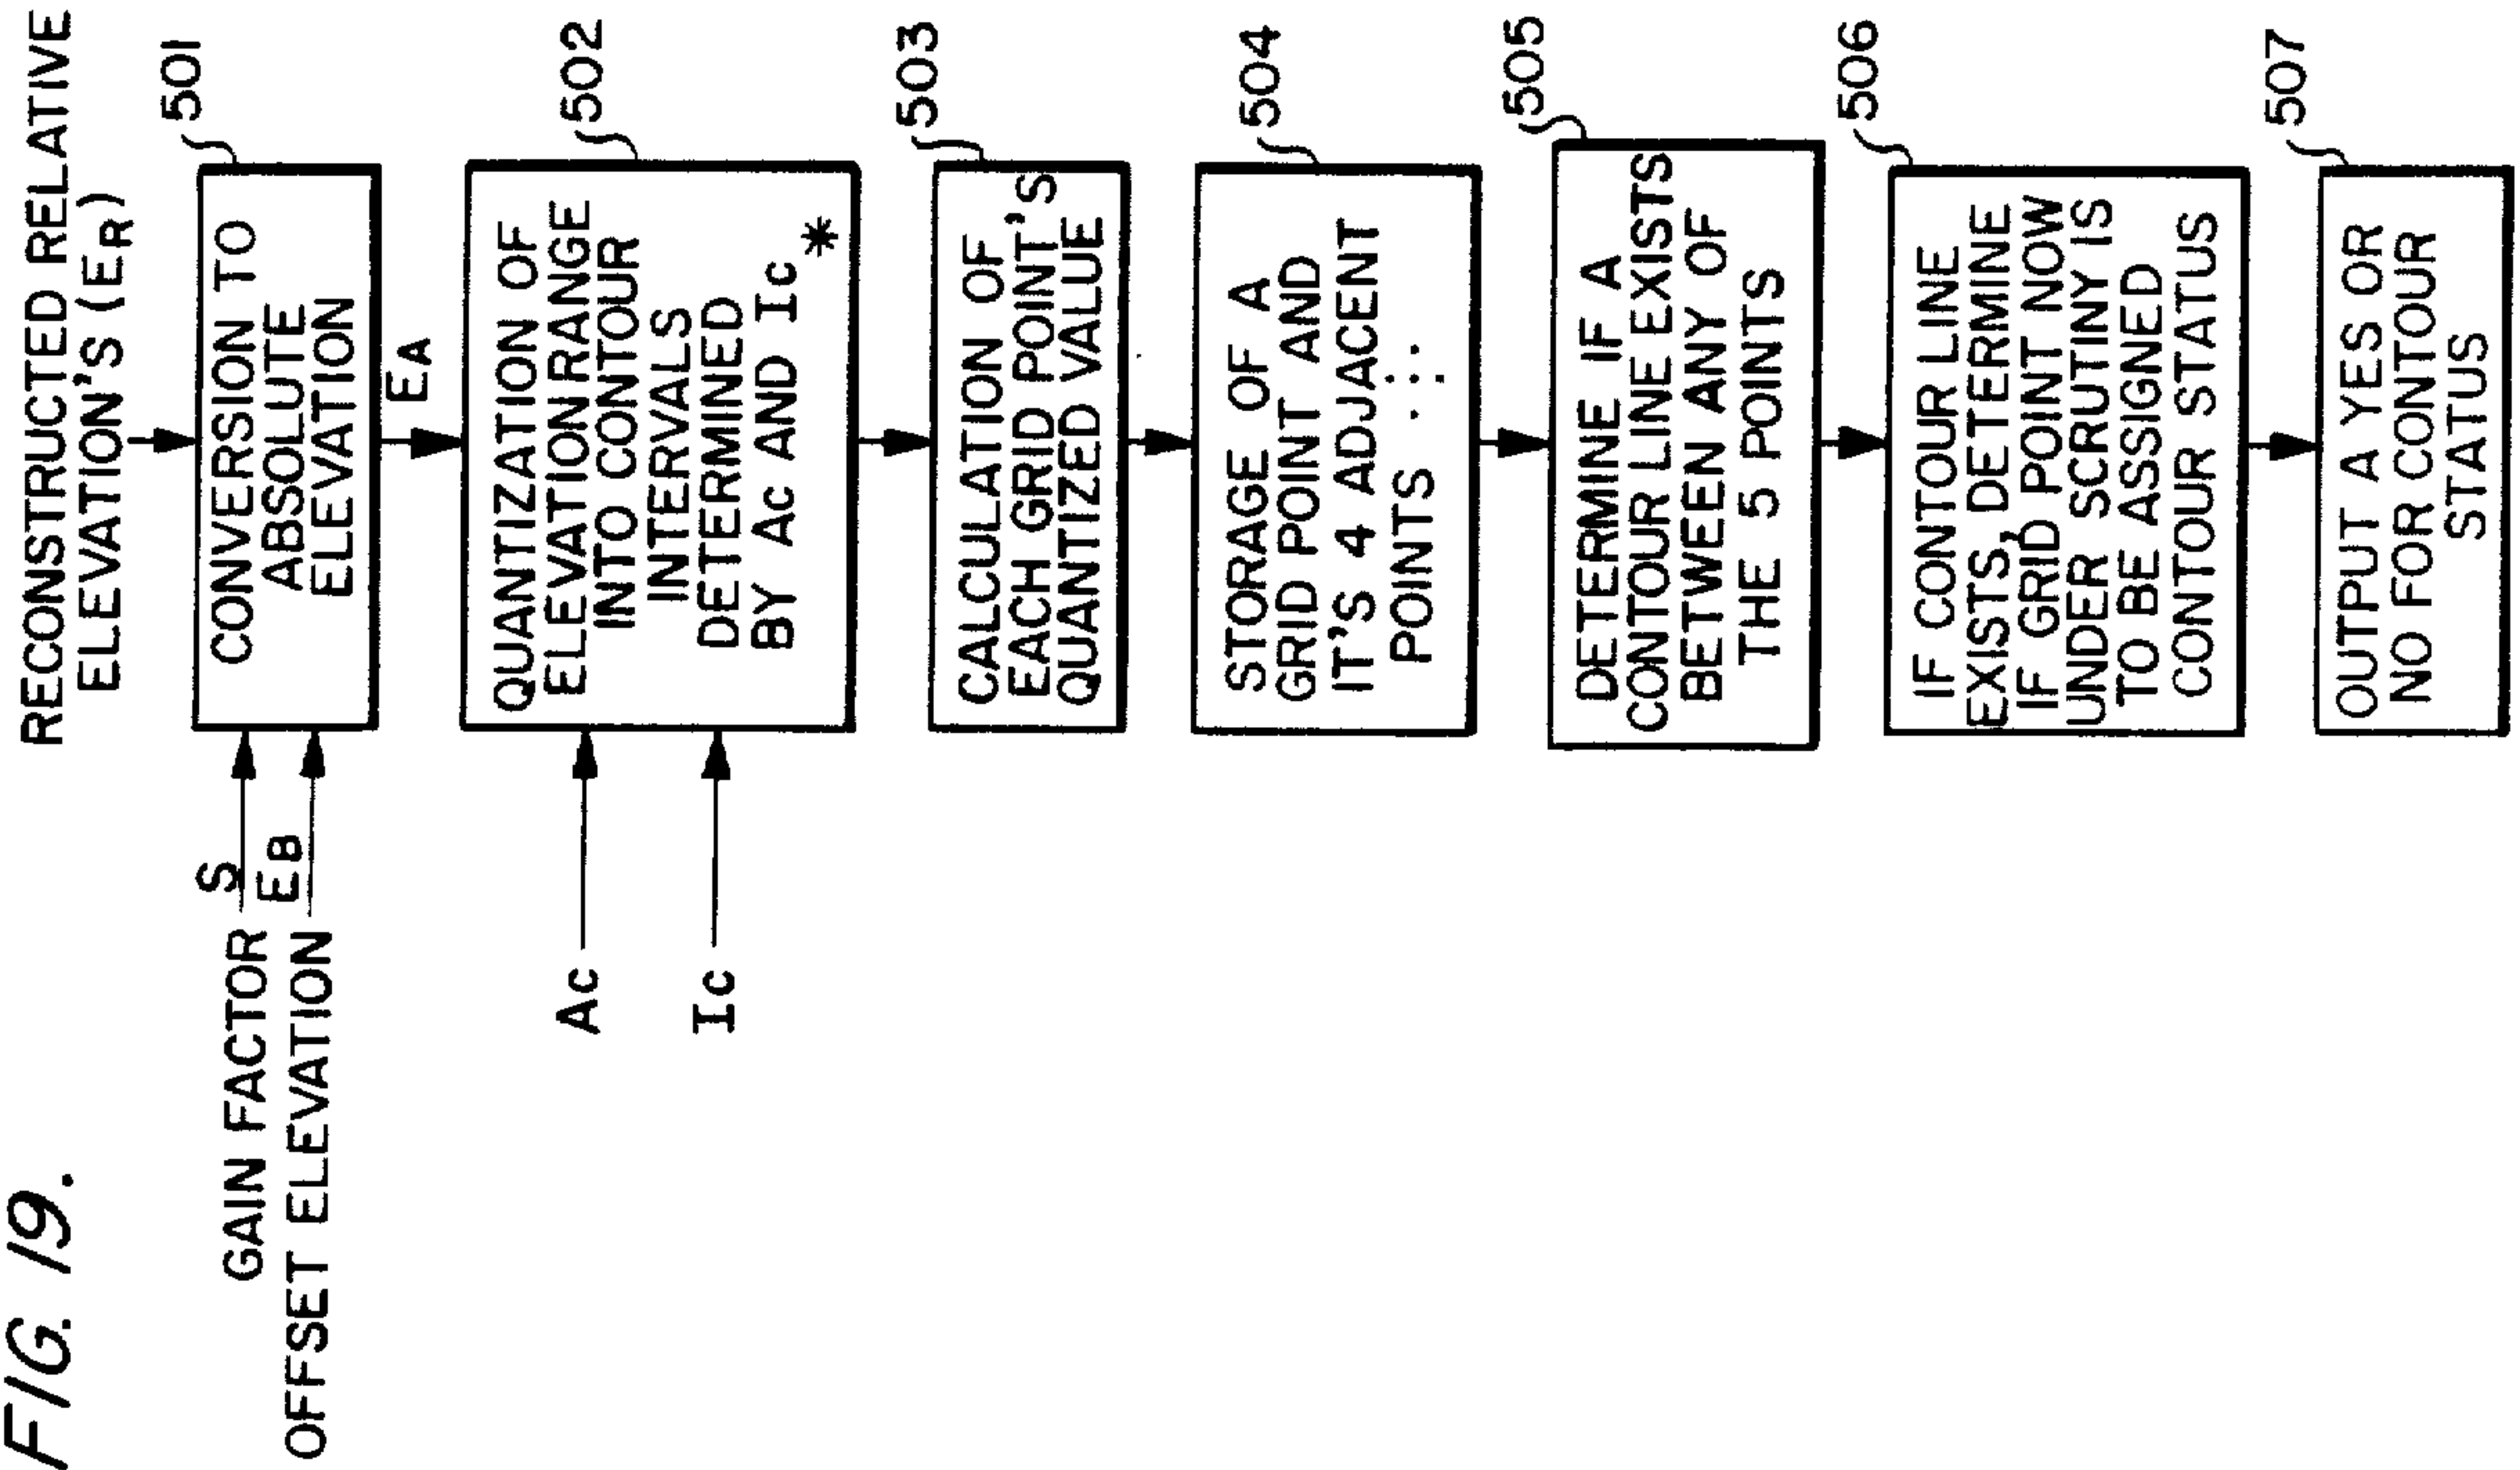 FIG. 19.
RECONSTRUCTED RELATIVE
ELEVATION'S (ER)
GAIN FACTOR S
OFFSET ELEVATION EB
501
CONVERSION TO
ABSOLUTE
ELEVATION
EA
Ac
Ic
502
QUANTIZATION OF
ELEVATION RANGE
INTO CONTOUR
INTERVALS
DETERMINED
BY Ac AND Ic
*
503
CALCULATION OF
EACH GRID POINT'S
QUANTIZED VALUE
504
STORAGE OF A
GRID POINT AND
IT'S 4 ADJACENT
POINTS
505
DETERMINE IF A
CONTOUR LINE EXISTS
BETWEEN ANY OF
THE 5 POINTS
506
IF CONTOUR LINE
EXISTS, DETERMINE
IF GRID POINT NOW
UNDER SCRUTINY IS
TO BE ASSIGNED
CONTOUR STATUS
507
OUTPUT A YES OR
NO FOR CONTOUR
STATUS